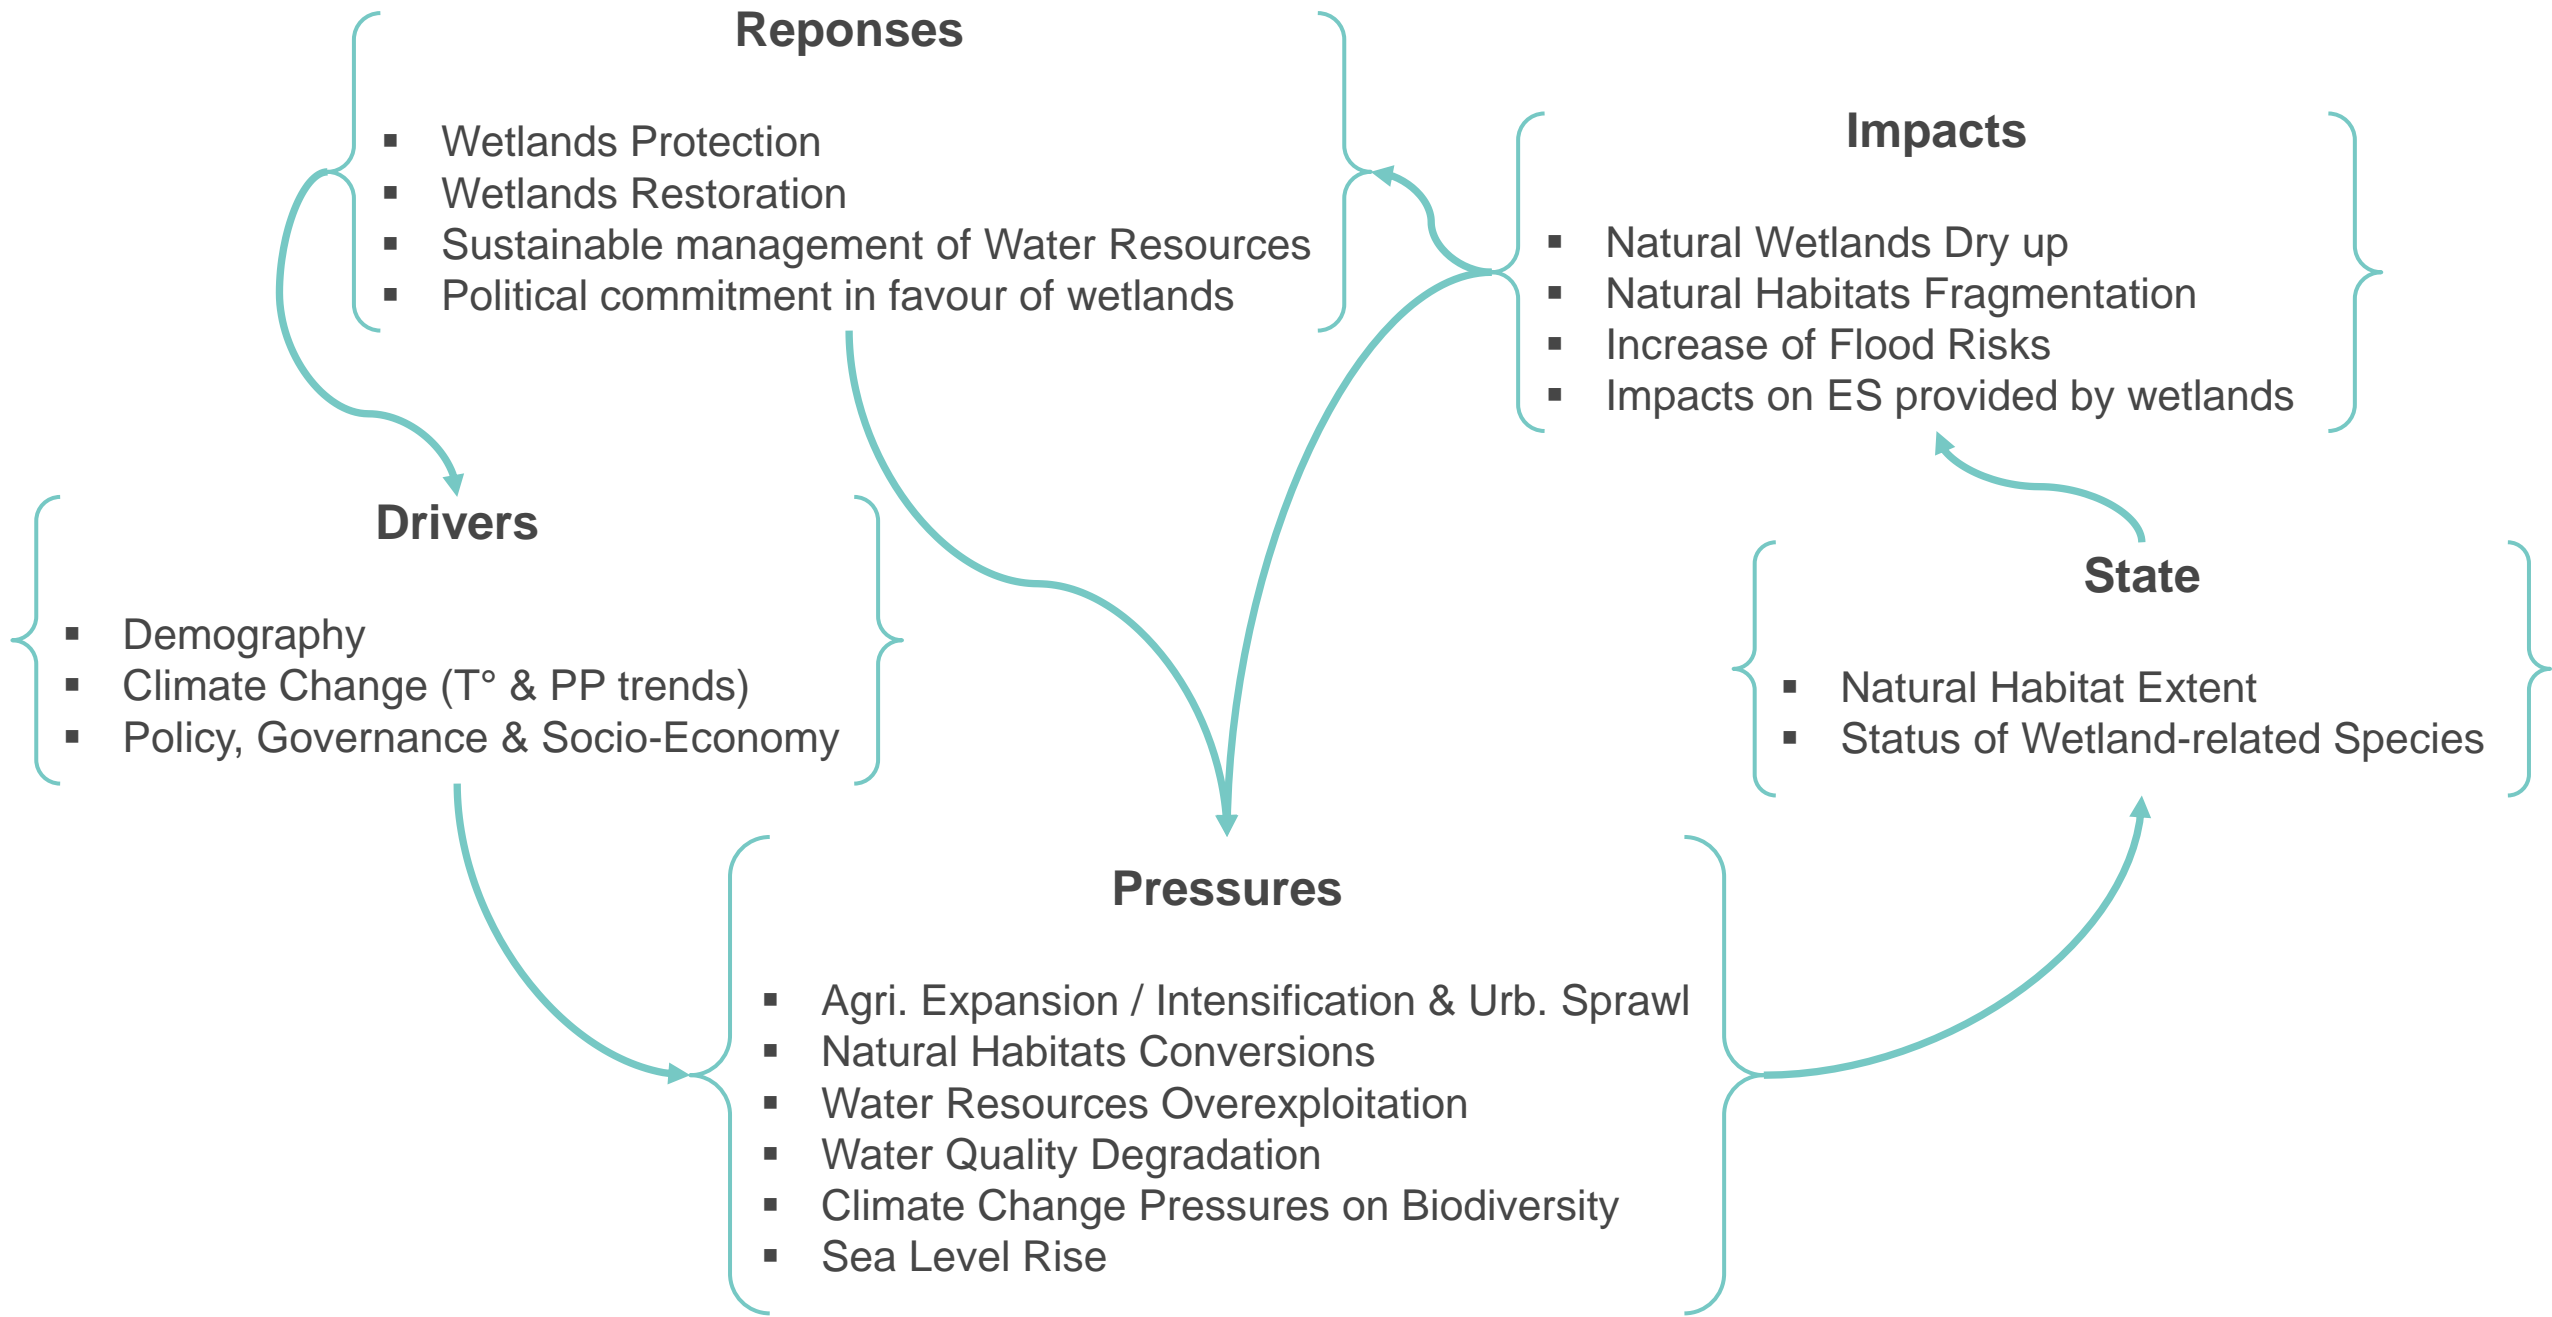 Reponses
▪ Wetlands Protection
▪ Wetlands Restoration
▪ Sustainable management of Water Resources
▪ Political commitment in favour of wetlands
Impacts
▪ Natural Wetlands Dry up
▪ Natural Habitats Fragmentation
▪ Increase of Flood Risks
▪ Impacts on ES provided by wetlands
Drivers
▪ Demography
▪ Climate Change (T° & PP trends)
▪ Policy, Governance & Socio-Economy
State
▪ Natural Habitat Extent
▪ Status of Wetland-related Species
Pressures
▪ Agri. Expansion / Intensification & Urb. Sprawl
▪ Natural Habitats Conversions
▪ Water Resources Overexploitation
▪ Water Quality Degradation
▪ Climate Change Pressures on Biodiversity
▪ Sea Level Rise